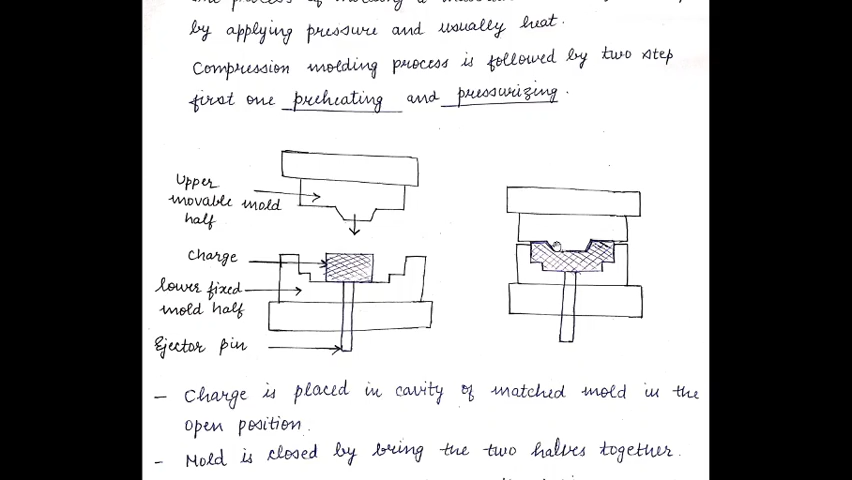 by applying pressure and usually heat.
Compression molding process is followed by two step
first one preheating and pressurizing.
Upper
movable mold
half
Charge
lower fixed
mold half
Ejector pin
- Charge is placed in cavity of matched mold in the
open position.
- Mold is closed by bring the two halves together.